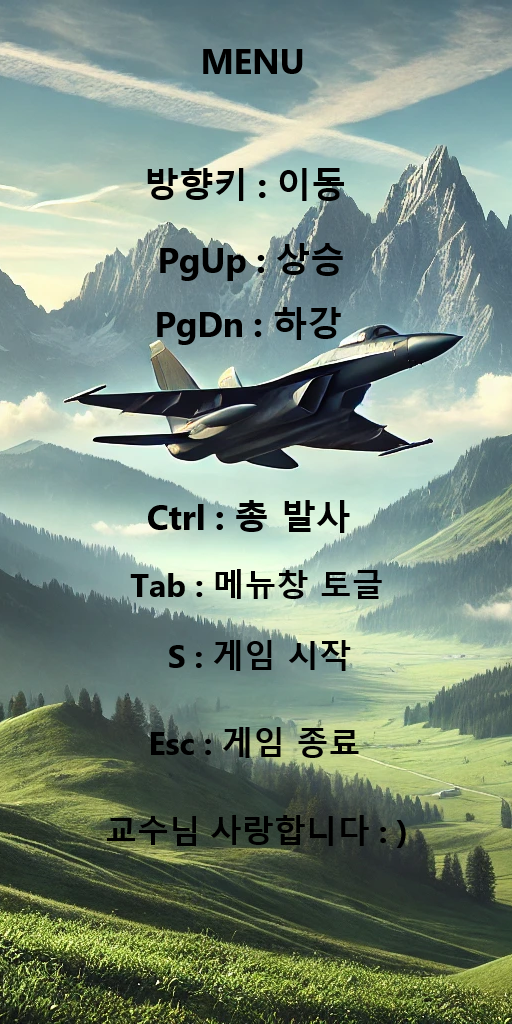 MENU
방향키 : 이동
PgUp : 상승
PgDn : 하강
Ctrl : 총 발사
Tab : 메뉴창 토글
S : 게임 시작
Esc : 게임 종료
교수님 사랑합니다 : )